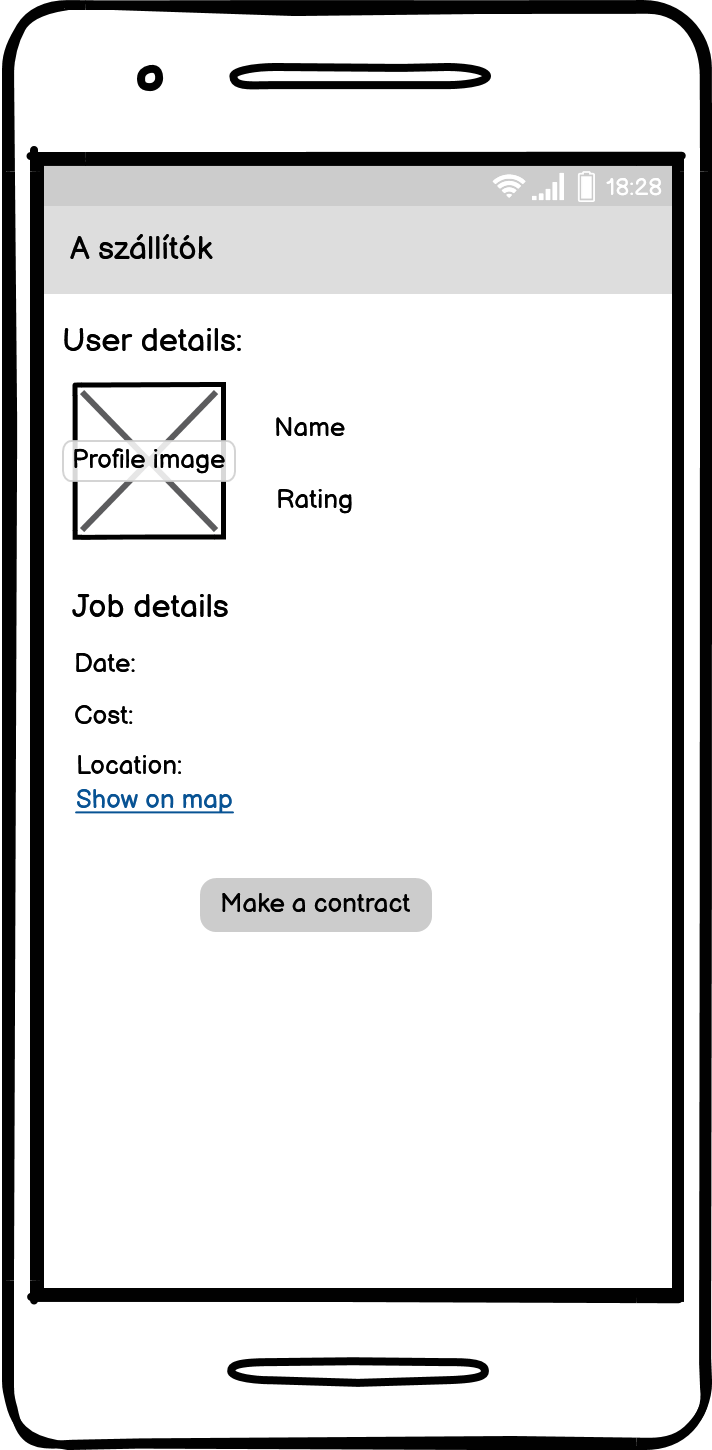 18:28
A szállítók
User details:
Profile image
Name
Rating
Job details
Date:
Cost:
Location:
Show on map
Make a contract